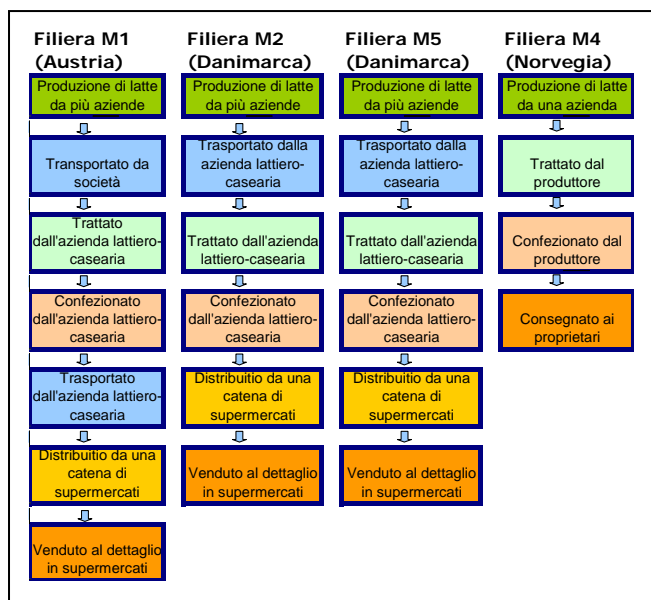 Filiera M1
(Austria)
Produzione di latte
da più aziende
Transportato da
società
Trattato
dall'azienda lattiero-
casearia
Confezionato
dall'azienda lattiero-
casearia
Trasportato
dall'azienda lattiero-
casearia
Distribuitio da una
catena di
supermercati
Venduto al dettaglio
in supermercati
Filiera M2
(Danimarca)
Produzione di latte
da più aziende
Trasportato dalla
azienda lattiero-
casearia
Trattato dall'azienda
lattiero-casearia
Confezionato
dall'azienda lattiero-
casearia
Distribuitio da una
catena di
supermercati
Venduto al dettaglio
in supermercati
Filiera M5
(Danimarca)
Produzione di latte
da più aziende
Trasportato dalla
azienda lattiero-
casearia
Trattato dall'azienda
lattiero-casearia
Confezionato
dall'azienda lattiero-
casearia
Distribuitio da una
catena di
supermercati
Venduto al dettaglio
in supermercati
Filiera M4
(Norvegia)
Produzione di latte
da una azienda
Trattato dal
produttore
Confezionato dal
produttore
Consegnato ai
proprietari